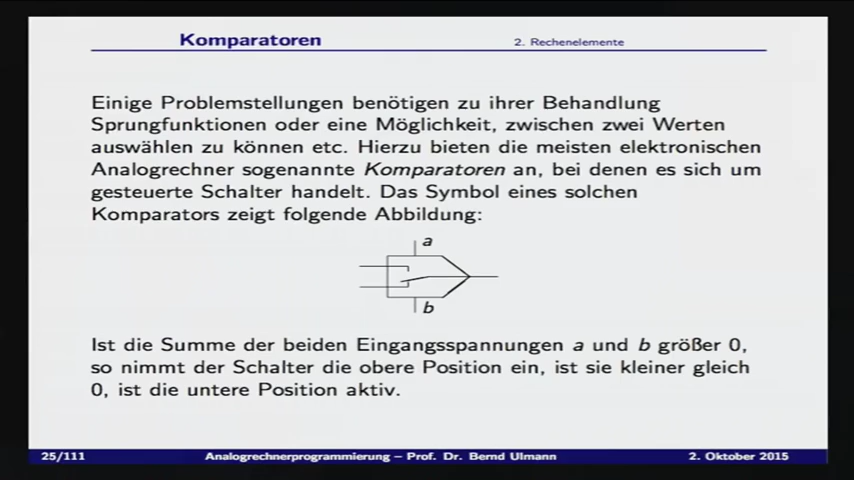 Komparatoren
2. Rechenelemente
Einige Problemstellungen benötigen zu ihrer Behandlung
Sprungfunktionen oder eine Möglichkeit, zwischen zwei Werten
auswählen zu können etc. Hierzu bieten die meisten elektronischen
Analogrechner sogenannte Komparatoren an, bei denen es sich um
gesteuerte Schalter handelt. Das Symbol eines solchen
Komparators zeigt folgende Abbildung:
a
b
Ist die Summe der beiden Eingangsspannungen a und b größer 0,
so nimmt der Schalter die obere Position ein, ist sie kleiner gleich
0, ist die untere Position aktiv.
25/111
Analogrechnerprogrammierung – Prof. Dr. Bernd Ulmann
2. Oktober 2015